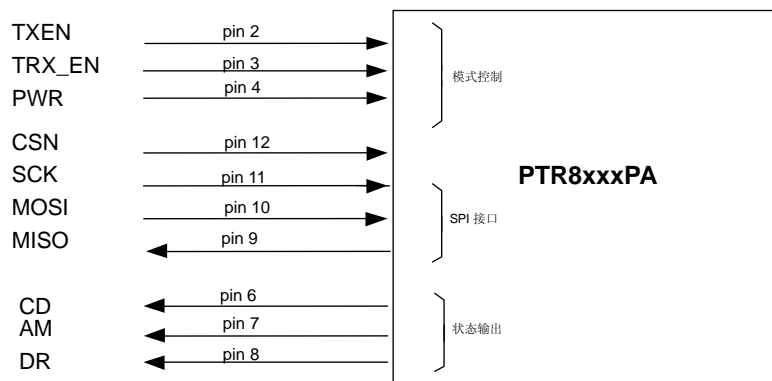 TXEN pin 2
TRX_EN pin 3
PWR pin 4
模式控制
CSN pin 12
SCK pin 11
MOSI pin 10
MISO pin 9
SPI 接口
PTR8xxxPA
CD pin 6
AM pin 7
DR pin 8
状态输出